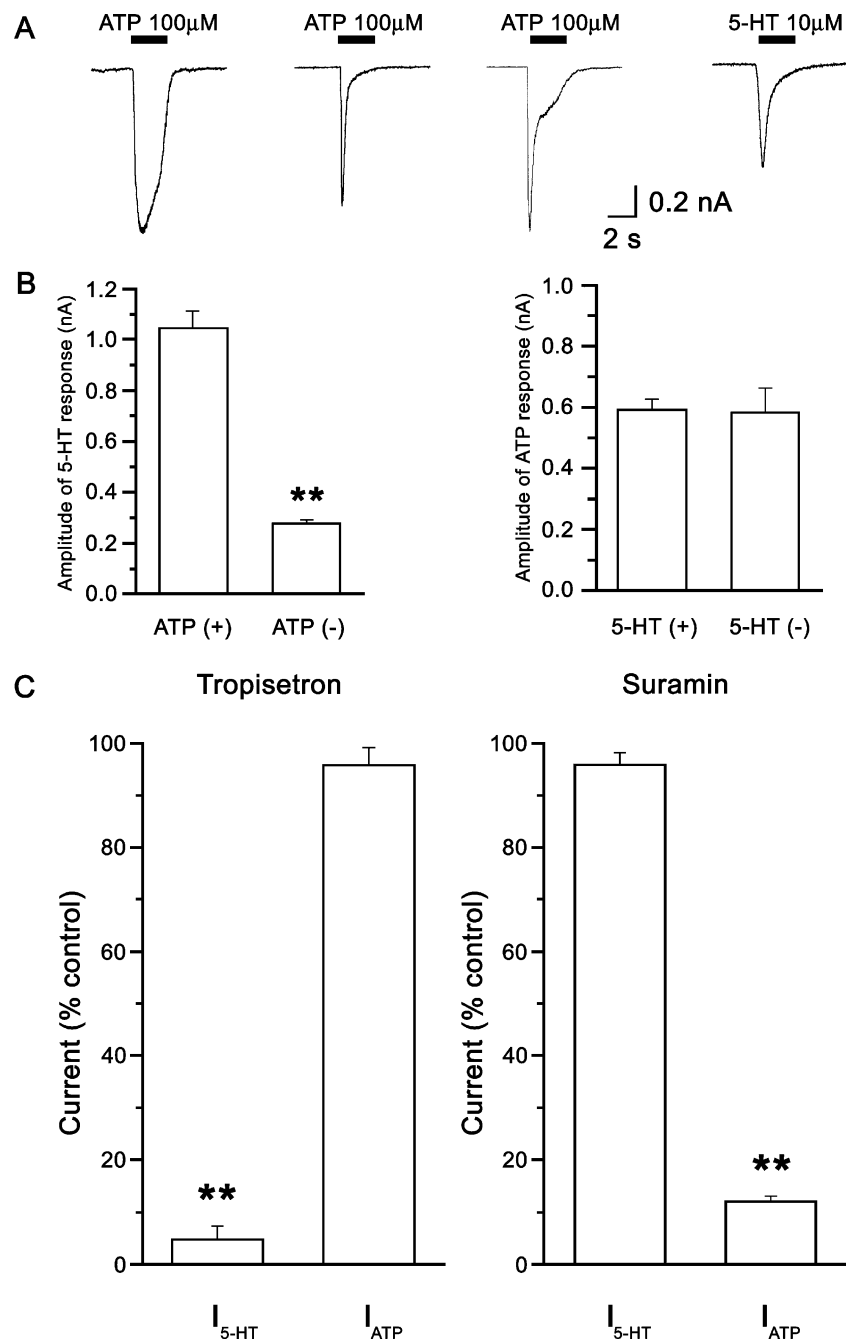 A
ATP 100µM
ATP 100µM
ATP 100µM
5-HT 10µM
0.2 nA
2 s
B
Amplitude of 5-HT response (nA)
1.2
1.0
0.8
0.6
0.4
0.2
0.0
**
ATP (+)
ATP (-)
Amplitude of ATP response (nA)
1.0
0.8
0.6
0.4
0.2
0.0
5-HT (+)
5-HT (-)
C
Tropisetron
Current (% control)
100
80
60
40
20
0
**
I5-HT
IATP
Suramin
Current (% control)
100
80
60
40
20
0
**
I5-HT
IATP